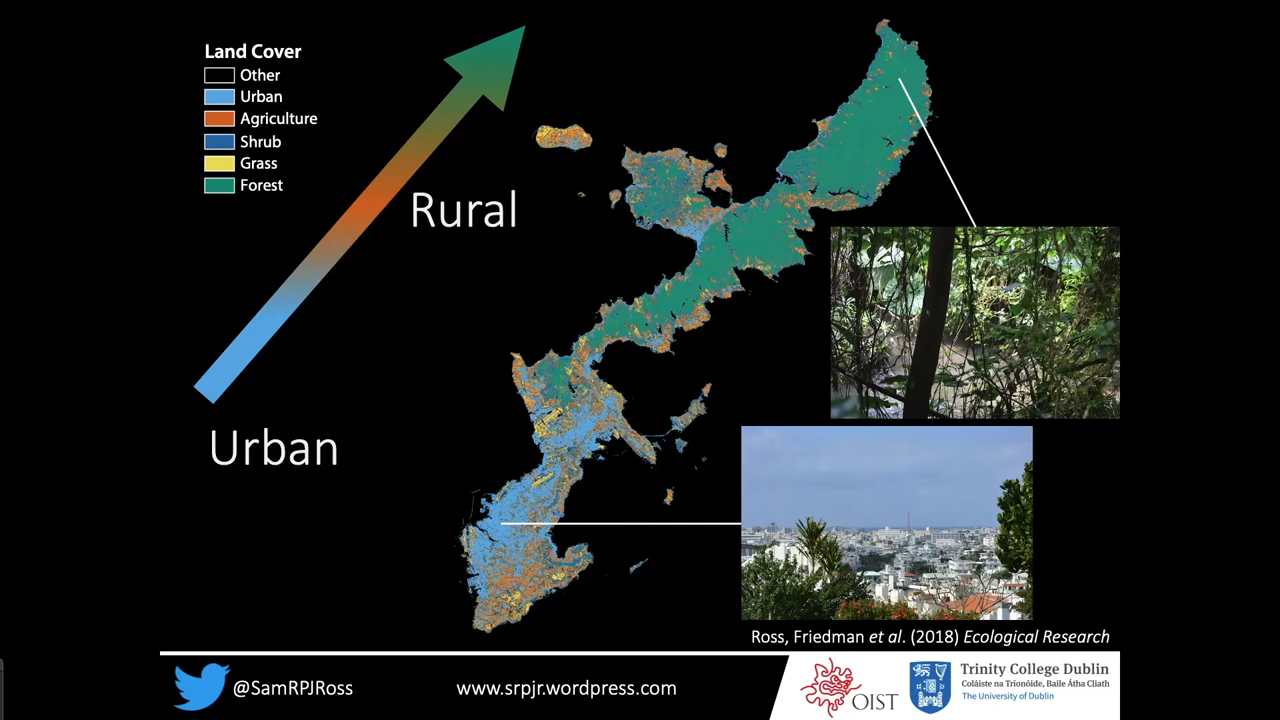 Land Cover
Other
Urban
Agriculture
Shrub
Grass
Forest
Rural
Urban
Ross, Friedman et al. (2018) Ecological Research
@SamRPJRoss
www.srpjr.wordpress.com
OIST
Trinity College Dublin
Coláiste na Tríonóide, Baile Átha Cliath
The University of Dublin